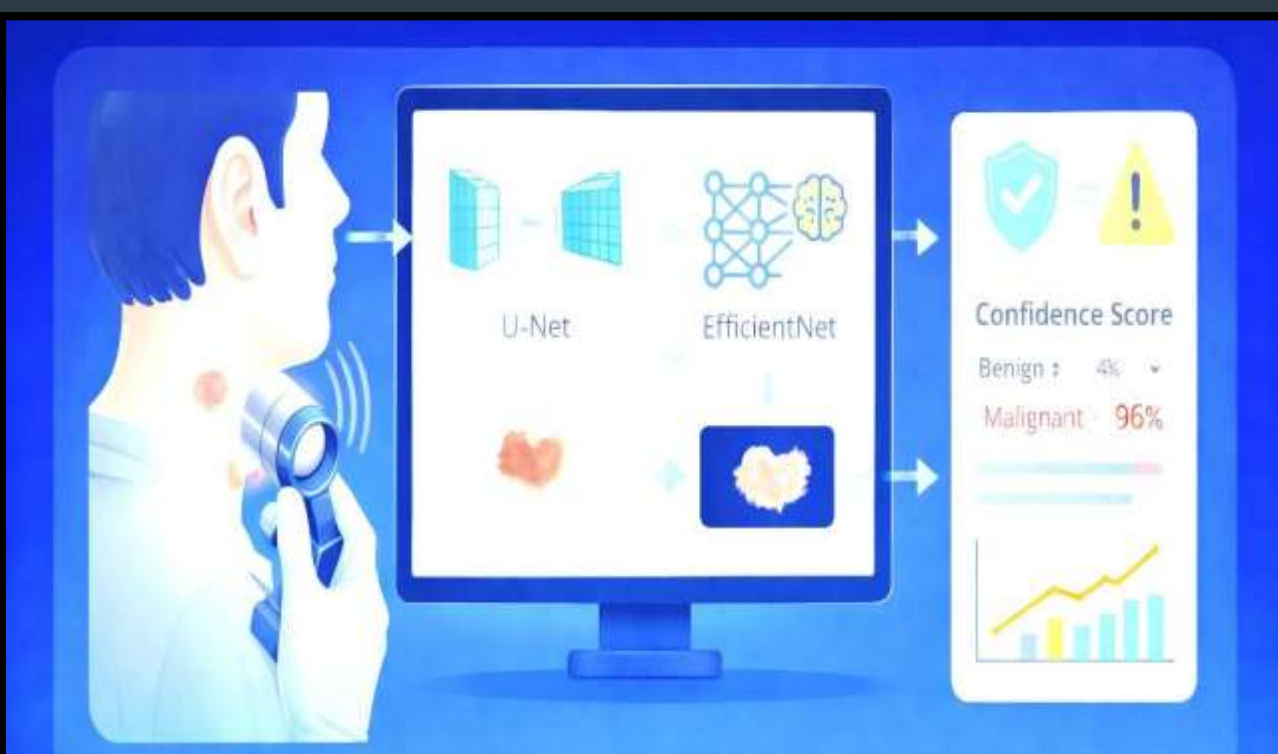 U-Net
EfficientNet
Confidence Score
Benign : 4%
Malignant 96%